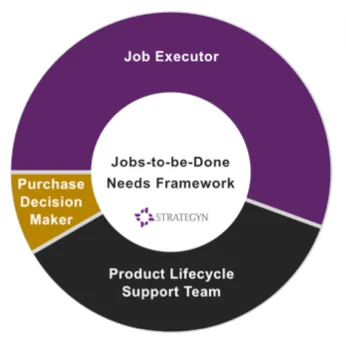 Job Executor
Jobs-to-be-Done
Needs Framework
STRATEGYN
Purchase
Decision
Maker
Product Lifecycle
Support Team